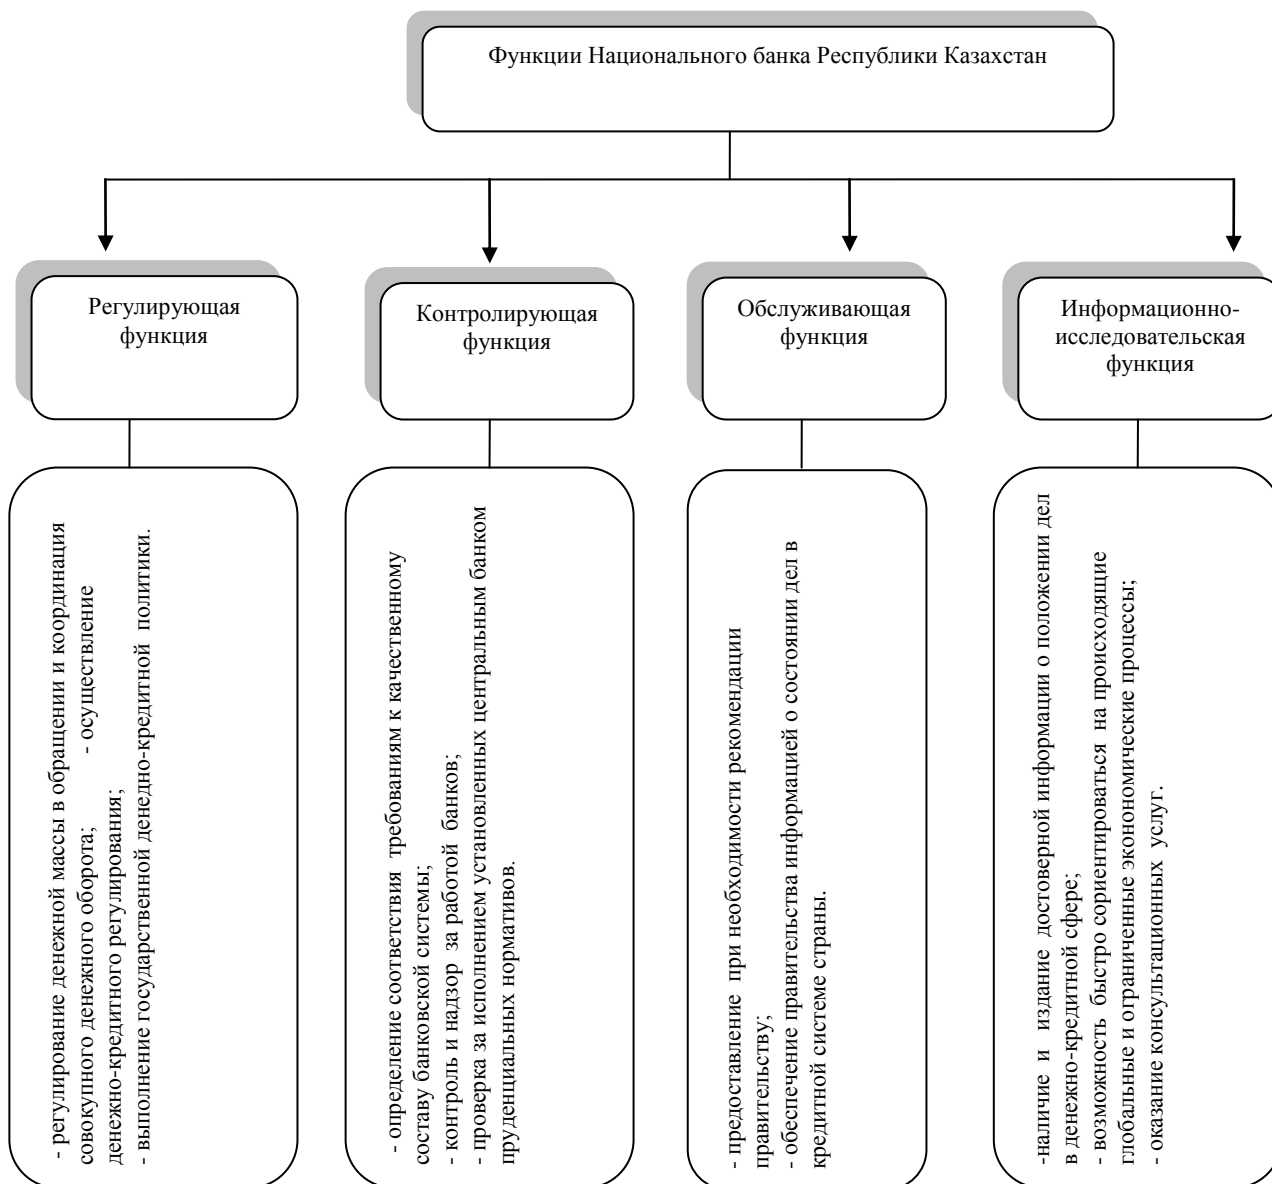 Функции Национального банка Республики Казахстан
Регулирующая
функция
Контролирующая
функция
Обслуживающая
функция
Информационно-
исследовательская
функция
- регулирование денежной массы в обращении и координация
совокупного денежного оборота; - осуществление
денежно-кредитного регулирования;
- выполнение государственной денедно-кредитной политики.
- определение соответствия требованиям к качественному
составу банковской системы;
- контроль и надзор за работой банков;
- проверка за исполнением установленных центральным банком
пруденциальных нормативов.
- предоставление при необходимости рекомендации
правительству;
- обеспечение правительства информацией о состоянии дел в
кредитной системе страны.
-наличие и издание достоверной информации о положении дел
в денежно-кредитной сфере;
- возможность быстро сориентироваться на происходящие
глобальные и ограниченные экономические процессы;
- оказание консультационных услуг.